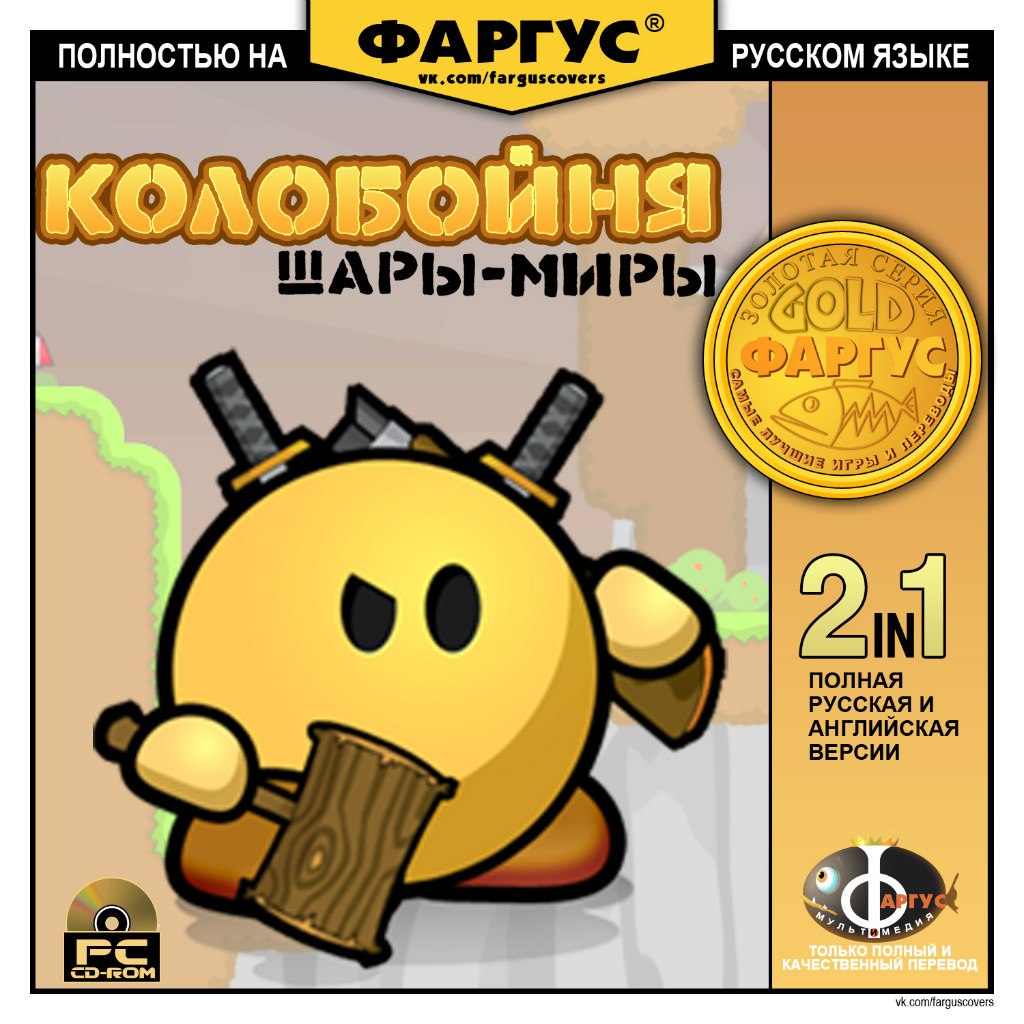 ФАРГУС®
vk.com/farguscovers
ПОЛНОСТЬЮ НА РУССКОМ ЯЗЫКЕ
КОЛОБОЙНЯ
ШАРЫ-МИРЫ
ЗОЛОТАЯ СЕРИЯ
GOLD
ФАРГУС
САМЫЕ ЛУЧШИЕ ИГРЫ И ПЕРЕВОДЫ
2IN1
ПОЛНАЯ
РУССКАЯ И
АНГЛИЙСКАЯ
ВЕРСИИ
ФАРГУС
МУЛЬТИМЕДИЯ
ТОЛЬКО ПОЛНЫЙ И
КАЧЕСТВЕННЫЙ ПЕРЕВОД
PC
CD-ROM
vk.com/farguscovers